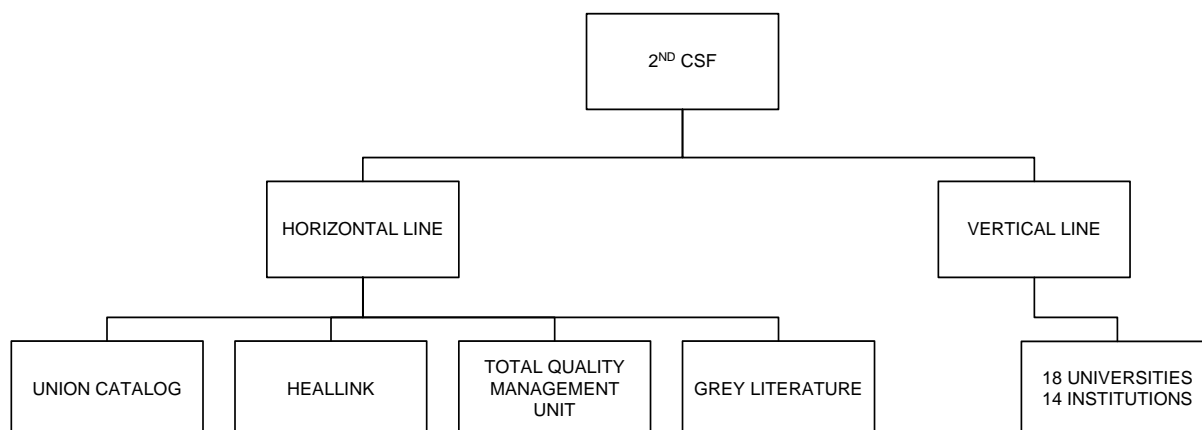 2ND CSF
HORIZONTAL LINE
VERTICAL LINE
UNION CATALOG
HEALLINK
TOTAL QUALITY
MANAGEMENT
UNIT
GREY LITERATURE
18 UNIVERSITIES
14 INSTITUTIONS